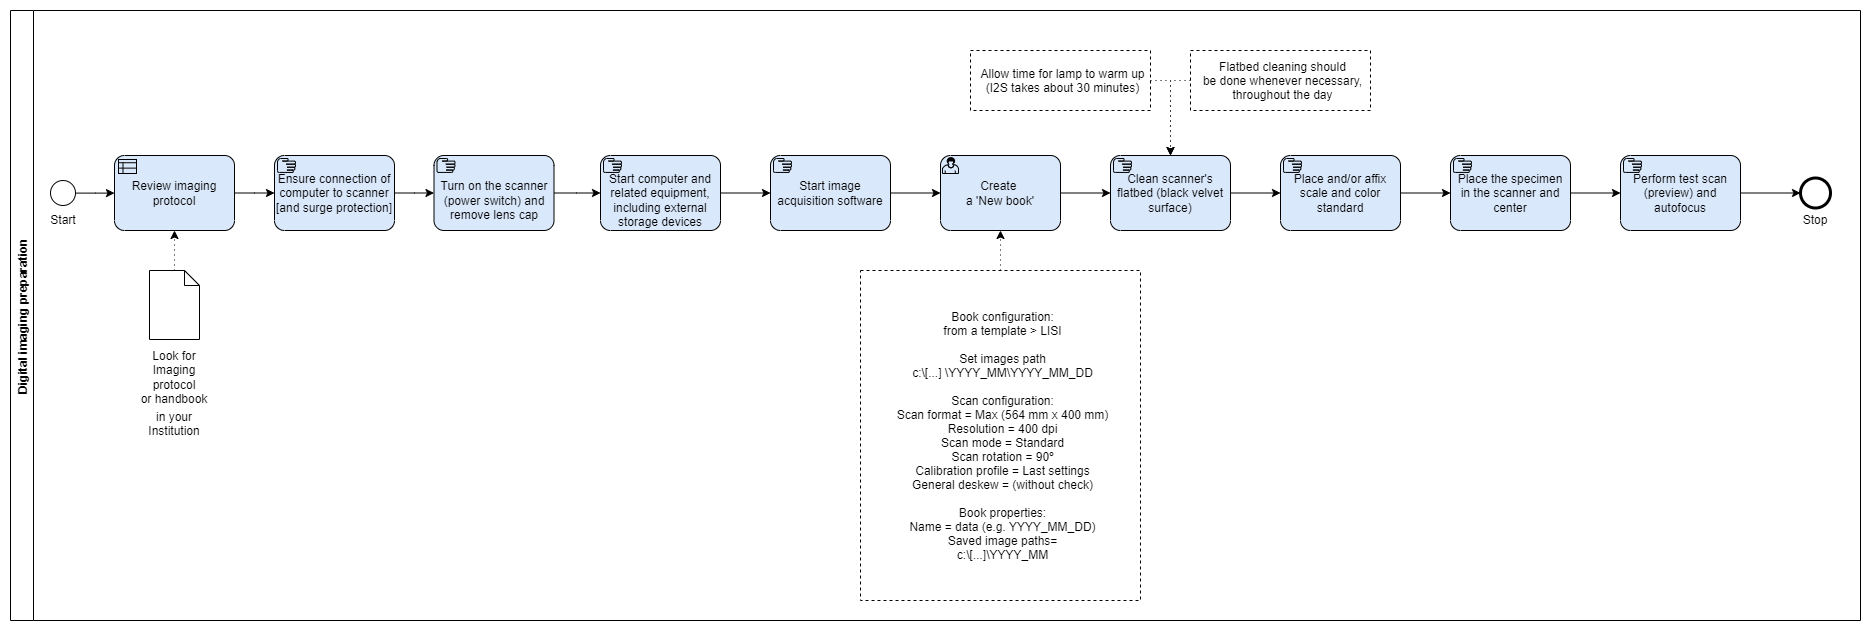 Digital imaging preparation
Start
Review imaging
protocol
Look for
Imaging
protocol
or handbook
in your
Institution
Ensure connection of
computer to scanner
[and surge protection]
Turn on the scanner
(power switch) and
remove lens cap
Start computer and
related equipment,
including external
storage devices
Start image
acquisition software
Create
a 'New book'
Book configuration:
from a template > LISI
Set images path
c:\[...] \YYYY_MM\YYYY_MM_DD
Scan configuration:
Scan format = Max (564 mm x 400 mm)
Resolution = 400 dpi
Scan mode = Standard
Scan rotation = 90º
Calibration profile = Last settings
General deskew = (without check)
Book properties:
Name = data (e.g. YYYY_MM_DD)
Saved image paths=
c:\[...]\YYYY_MM
Allow time for lamp to warm up
(I2S takes about 30 minutes)
Flatbed cleaning should
be done whenever necessary,
throughout the day
Clean scanner's
flatbed (black velvet
surface)
Place and/or affix
scale and color
standard
Place the specimen
in the scanner and
center
Perform test scan
(preview) and
autofocus
Stop